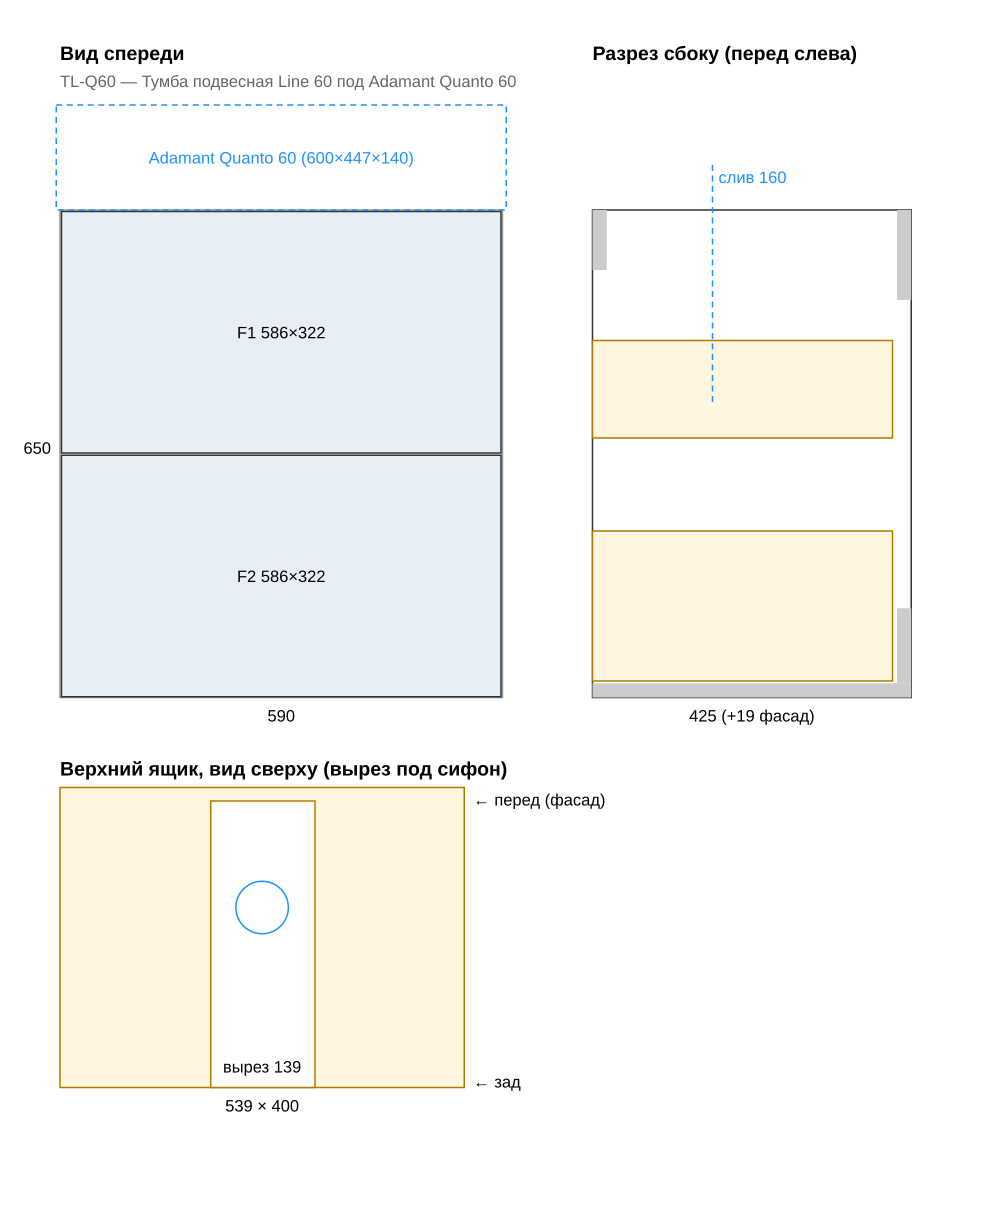 Вид спереди
TL-Q60 — Тумба подвесная Line 60 под Adamant Quanto 60
Adamant Quanto 60 (600×447×140)
F1 586×322
650
F2 586×322
590
Разрез сбоку (перед слева)
слив 160
425 (+19 фасад)
Верхний ящик, вид сверху (вырез под сифон)
← перед (фасад)
вырез 139
← зад
539 × 400